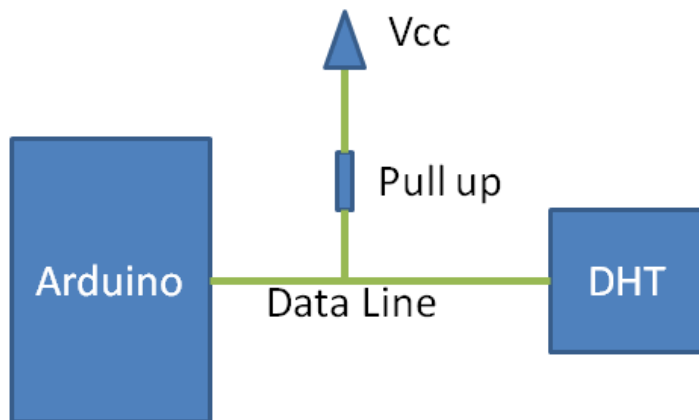 Vcc
Pull up
Arduino
Data Line
DHT